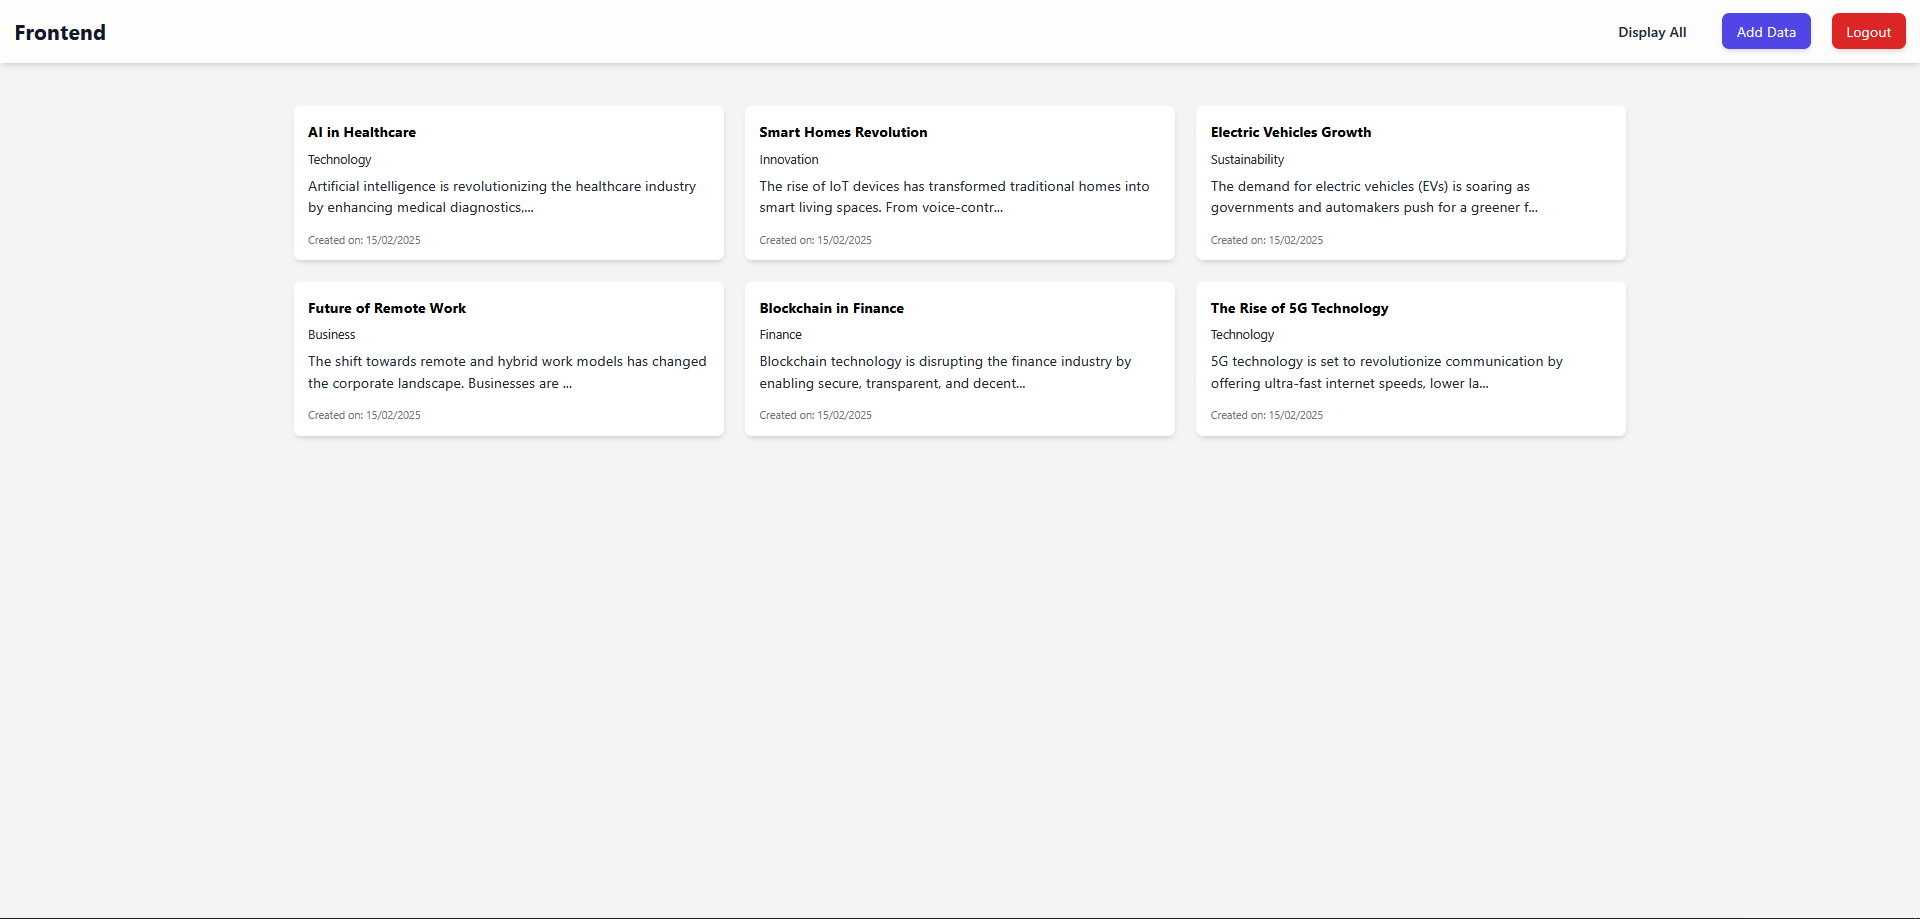 Frontend
Display All
Add Data
Logout
AI in Healthcare
Technology
Artificial intelligence is revolutionizing the healthcare industry
by enhancing medical diagnostics,...
Created on: 15/02/2025
Smart Homes Revolution
Innovation
The rise of IoT devices has transformed traditional homes into
smart living spaces. From voice-contr...
Created on: 15/02/2025
Electric Vehicles Growth
Sustainability
The demand for electric vehicles (EVs) is soaring as
governments and automakers push for a greener f...
Created on: 15/02/2025
Future of Remote Work
Business
The shift towards remote and hybrid work models has changed
the corporate landscape. Businesses are ...
Created on: 15/02/2025
Blockchain in Finance
Finance
Blockchain technology is disrupting the finance industry by
enabling secure, transparent, and decent...
Created on: 15/02/2025
The Rise of 5G Technology
Technology
5G technology is set to revolutionize communication by
offering ultra-fast internet speeds, lower la...
Created on: 15/02/2025